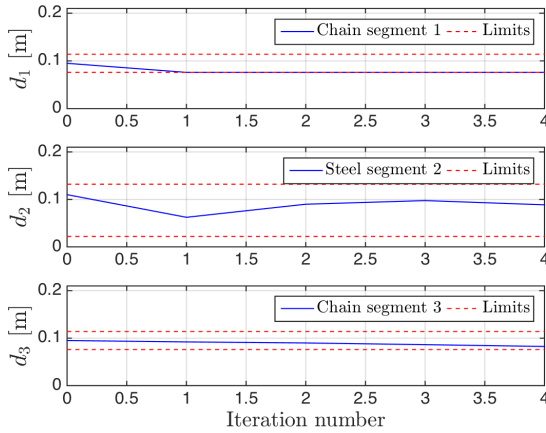 0.2
0.1
0
d1 [m]
Chain segment 1 Limits
0 0.5 1 1.5 2 2.5 3 3.5 4
0.2
0.1
0
d2 [m]
Steel segment 2 Limits
0 0.5 1 1.5 2 2.5 3 3.5 4
0.2
0.1
0
d3 [m]
Chain segment 3 Limits
0 0.5 1 1.5 2 2.5 3 3.5 4
Iteration number